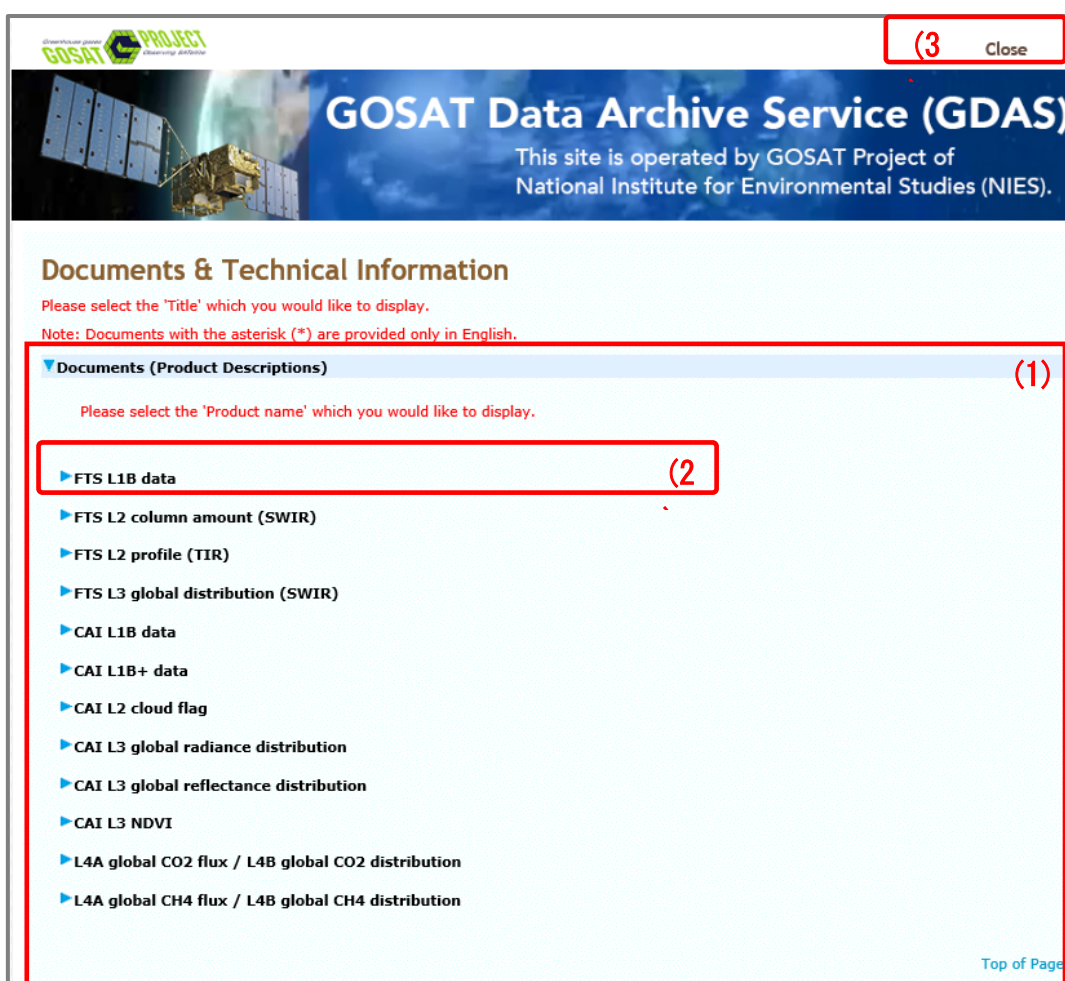 Greenhouse gases
GOSAT PROJECT
Observing SATellite
(3
Close
GOSAT Data Archive Service (GDAS)
This site is operated by GOSAT Project of
National Institute for Environmental Studies (NIES).
Documents & Technical Information
Please select the 'Title' which you would like to display.
Note: Documents with the asterisk (*) are provided only in English.
Documents (Product Descriptions)
(1)
Please select the 'Product name' which you would like to display.
(2
FTS L1B data
FTS L2 column amount (SWIR)
FTS L2 profile (TIR)
FTS L3 global distribution (SWIR)
CAI L1B data
CAI L1B+ data
CAI L2 cloud flag
CAI L3 global radiance distribution
CAI L3 global reflectance distribution
CAI L3 NDVI
L4A global CO2 flux / L4B global CO2 distribution
L4A global CH4 flux / L4B global CH4 distribution
Top of Page